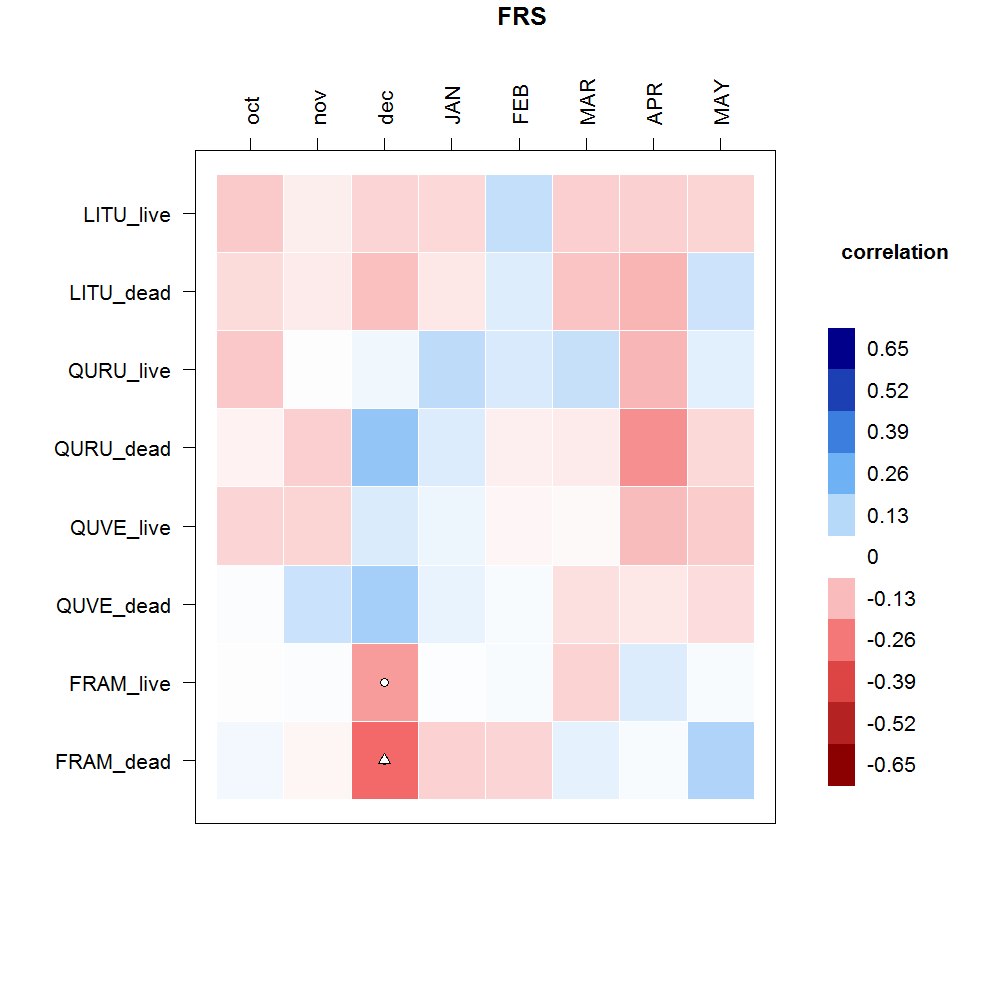 FRS
oct nov dec JAN FEB MAR APR MAY
LITU_live
LITU_dead
QURU_live
QURU_dead
QUVE_live
QUVE_dead
FRAM_live
FRAM_dead
correlation
0.65
0.52
0.39
0.26
0.13
0
-0.13
-0.26
-0.39
-0.52
-0.65